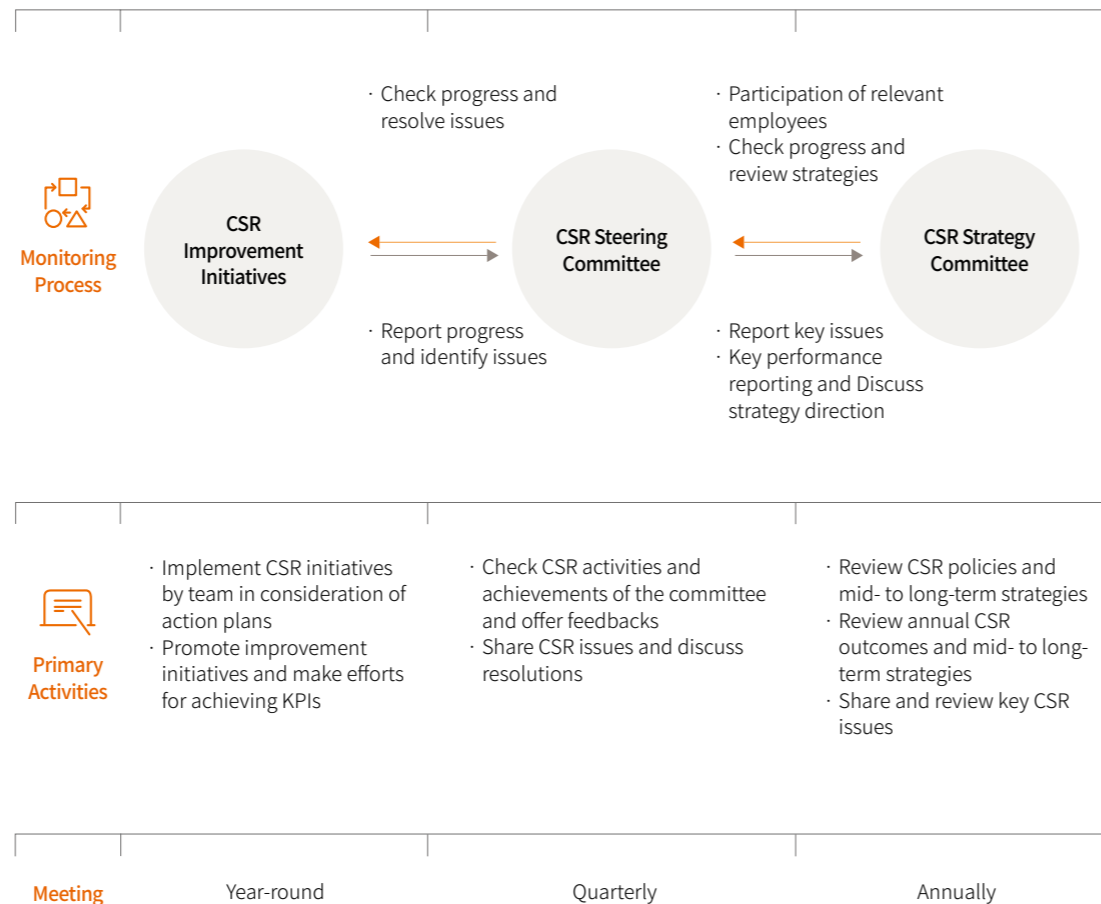 Monitoring
Process
CSR
Improvement
Initiatives
· Check progress and
resolve issues
· Report progress
and identify issues
CSR Steering
Committee
· Participation of relevant
employees
· Check progress and
review strategies
· Report key issues
· Key performance
reporting and Discuss
strategy direction
CSR Strategy
Committee
Primary
Activities
· Implement CSR initiatives
by team in consideration of
action plans
· Promote improvement
initiatives and make efforts
for achieving KPIs
· Check CSR activities and
achievements of the committee
and offer feedbacks
· Share CSR issues and discuss
resolutions
· Review CSR policies and
mid- to long-term strategies
· Review annual CSR
outcomes and mid- to long-
term strategies
· Share and review key CSR
issues
Meeting
Year-round
Quarterly
Annually